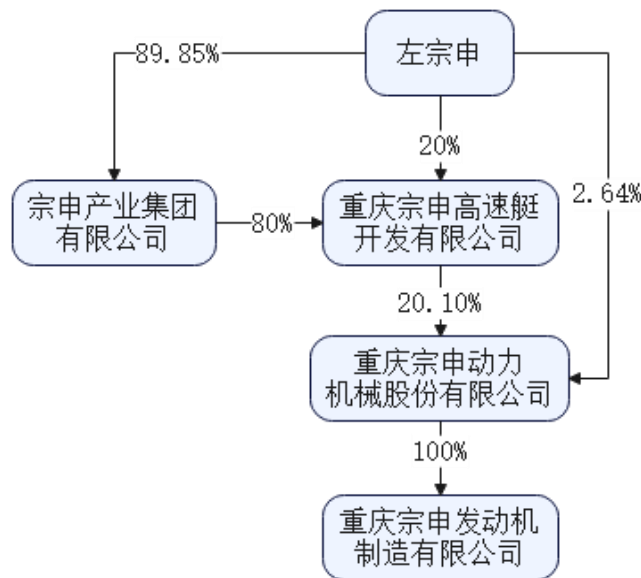 左宗申
89.85%
20%
2.64%
宗申产业集团
有限公司
80%
重庆宗申高速艇
开发有限公司
20.10%
重庆宗申动力
机械股份有限公司
100%
重庆宗申发动机
制造有限公司